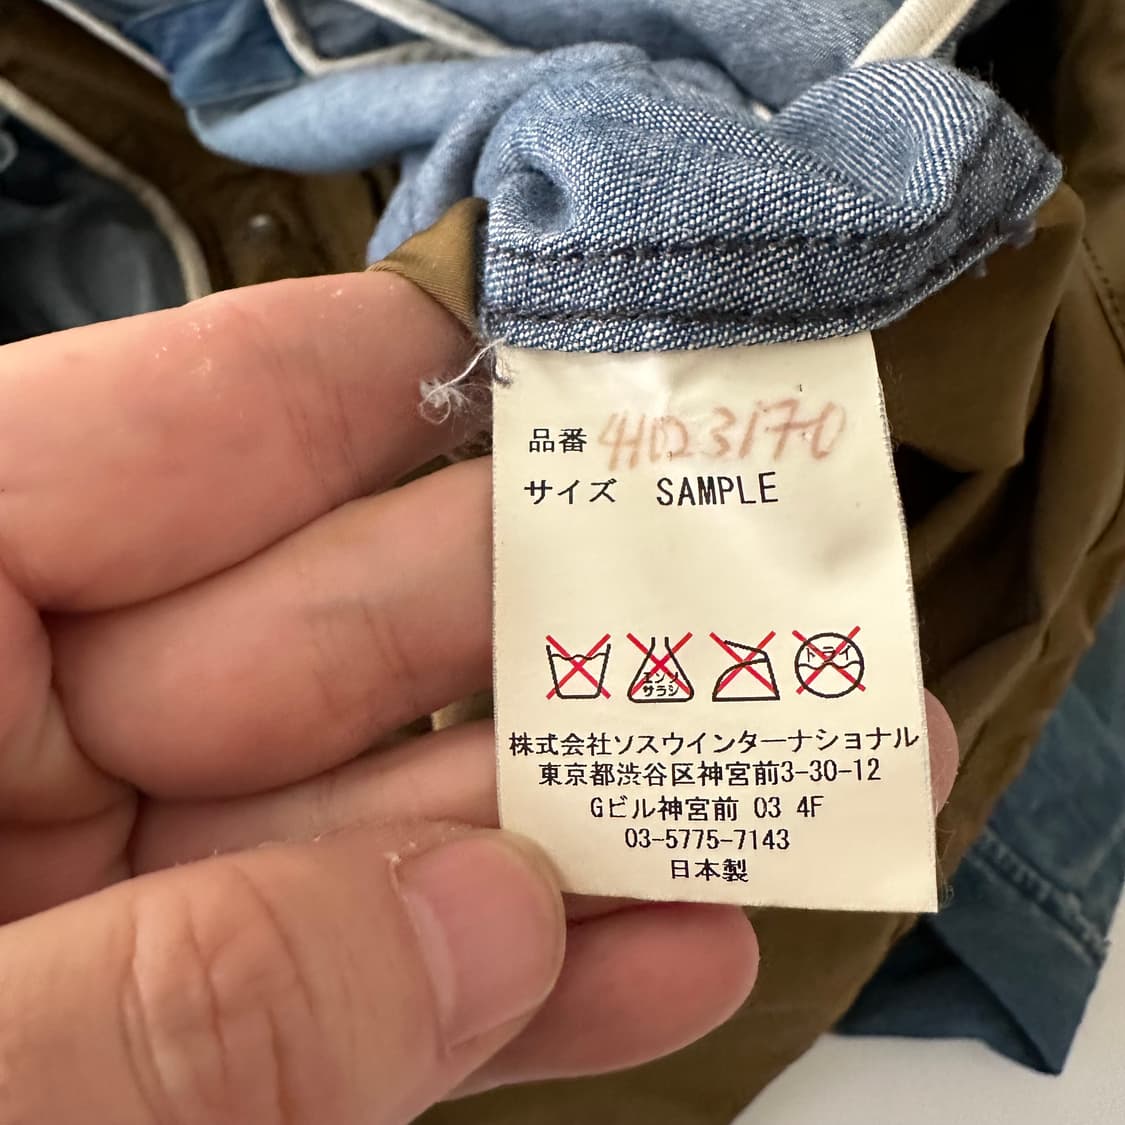 品番 41023170
サイズ SAMPLE
エンソ
サラシ
ドライ
株式会社ソスウインターナショナル
東京都渋谷区神宮前3-30-12
Gビル神宮前 03 4F
03-5775-7143
日本製